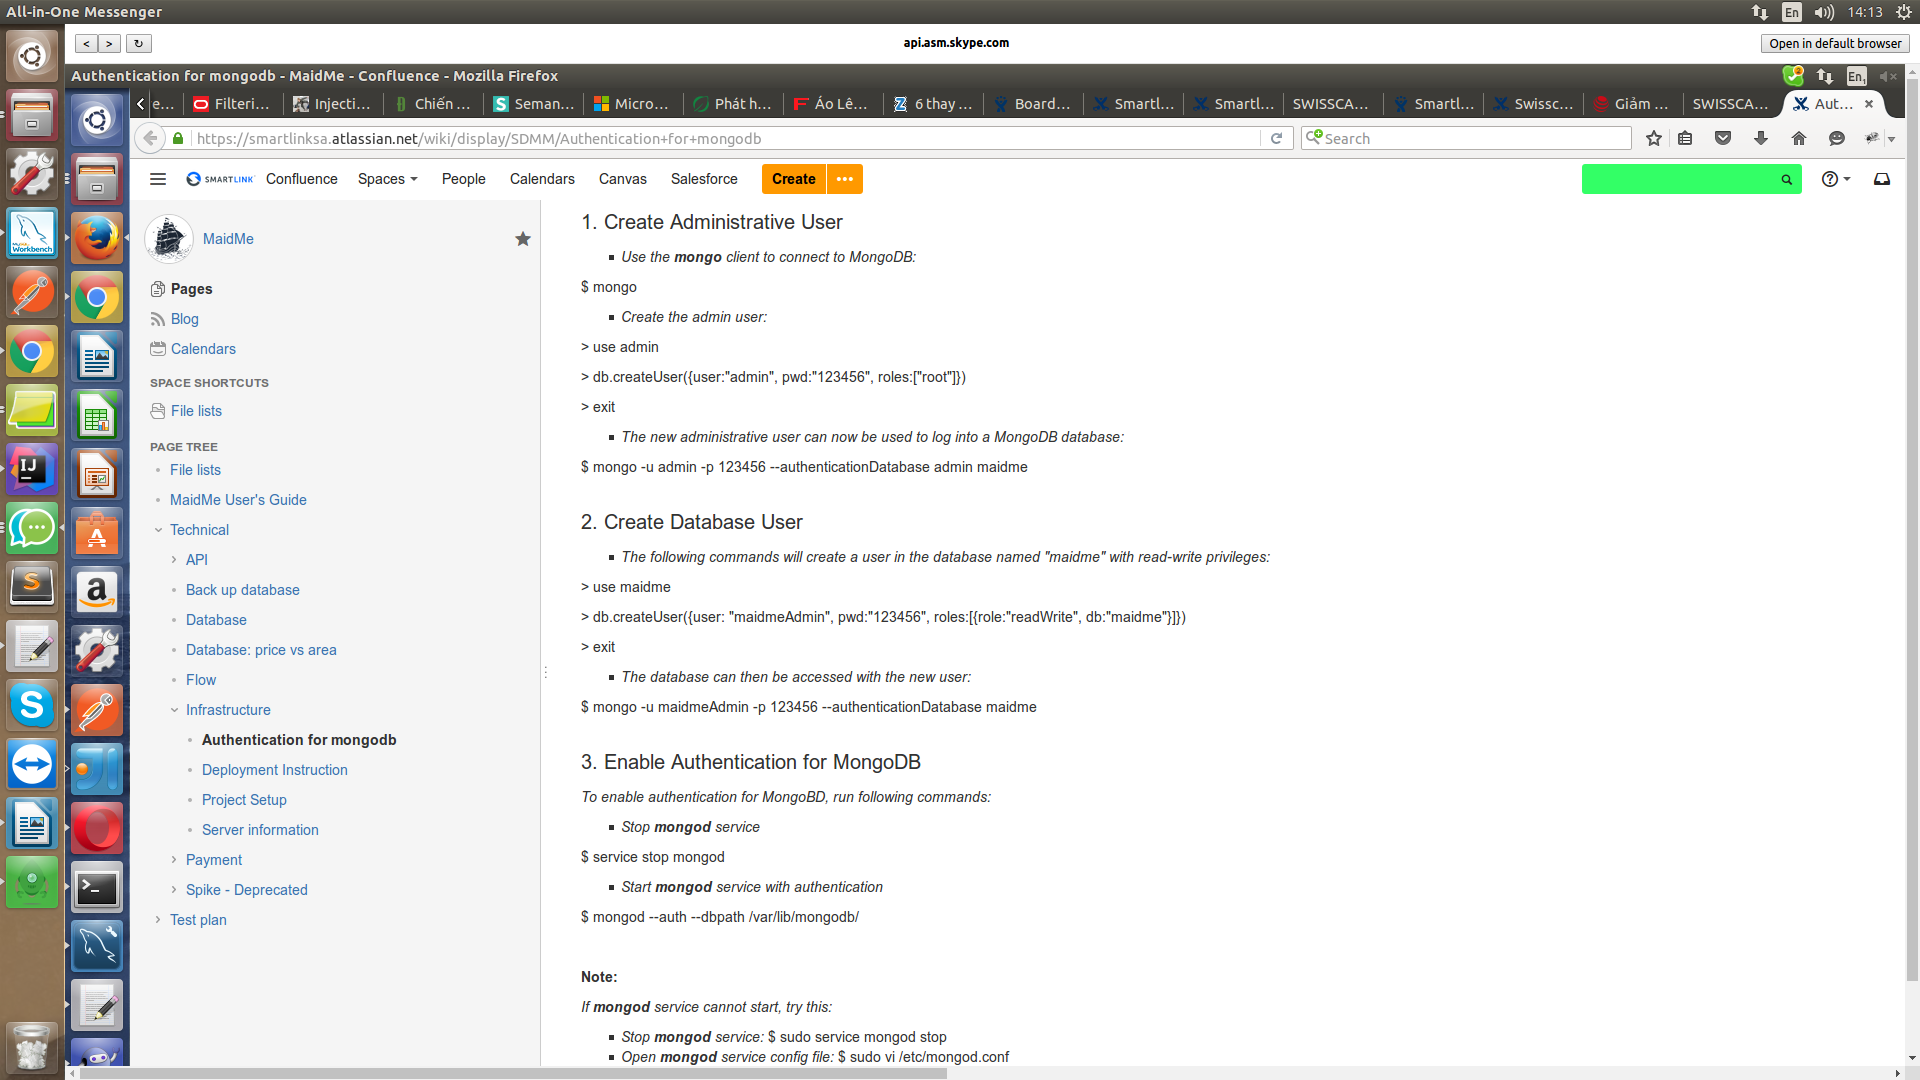 All-in-One Messenger
En
14:13
<
>
↻
api.asm.skype.com
Open in default browser
Authentication for mongodb - MaidMe - Confluence - Mozilla Firefox
En1
e...
Filteri...
Injecti...
Chiến ...
Seman...
Micro...
Phát h...
Áo Lê...
6 thay ...
Board...
Smartl...
Smartl...
SWISSCA...
Smartl...
Swissc...
Giảm ...
SWISSCA...
Aut...
https://smartlinksa.atlassian.net/wiki/display/SDMM/Authentication+for+mongodb
Search
SMARTLINK
Confluence
Spaces
People
Calendars
Canvas
Salesforce
Create
•••
MaidMe
Pages
Blog
Calendars
SPACE SHORTCUTS
File lists
PAGE TREE
File lists
MaidMe User's Guide
Technical
API
Back up database
Database
Database: price vs area
Flow
Infrastructure
Authentication for mongodb
Deployment Instruction
Project Setup
Server information
Payment
Spike - Deprecated
Test plan
1. Create Administrative User
Use the mongo client to connect to MongoDB:
$ mongo
Create the admin user:
> use admin
> db.createUser({user:"admin", pwd:"123456", roles:["root"]})
> exit
The new administrative user can now be used to log into a MongoDB database:
$ mongo -u admin -p 123456 --authenticationDatabase admin maidme
2. Create Database User
The following commands will create a user in the database named "maidme" with read-write privileges:
> use maidme
> db.createUser({user: "maidmeAdmin", pwd:"123456", roles:[{role:"readWrite", db:"maidme"}]})
> exit
The database can then be accessed with the new user:
$ mongo -u maidmeAdmin -p 123456 --authenticationDatabase maidme
3. Enable Authentication for MongoDB
To enable authentication for MongoBD, run following commands:
Stop mongod service
$ service stop mongod
Start mongod service with authentication
$ mongod --auth --dbpath /var/lib/mongodb/
Note:
If mongod service cannot start, try this:
Stop mongod service: $ sudo service mongod stop
Open mongod service config file: $ sudo vi /etc/mongod.conf